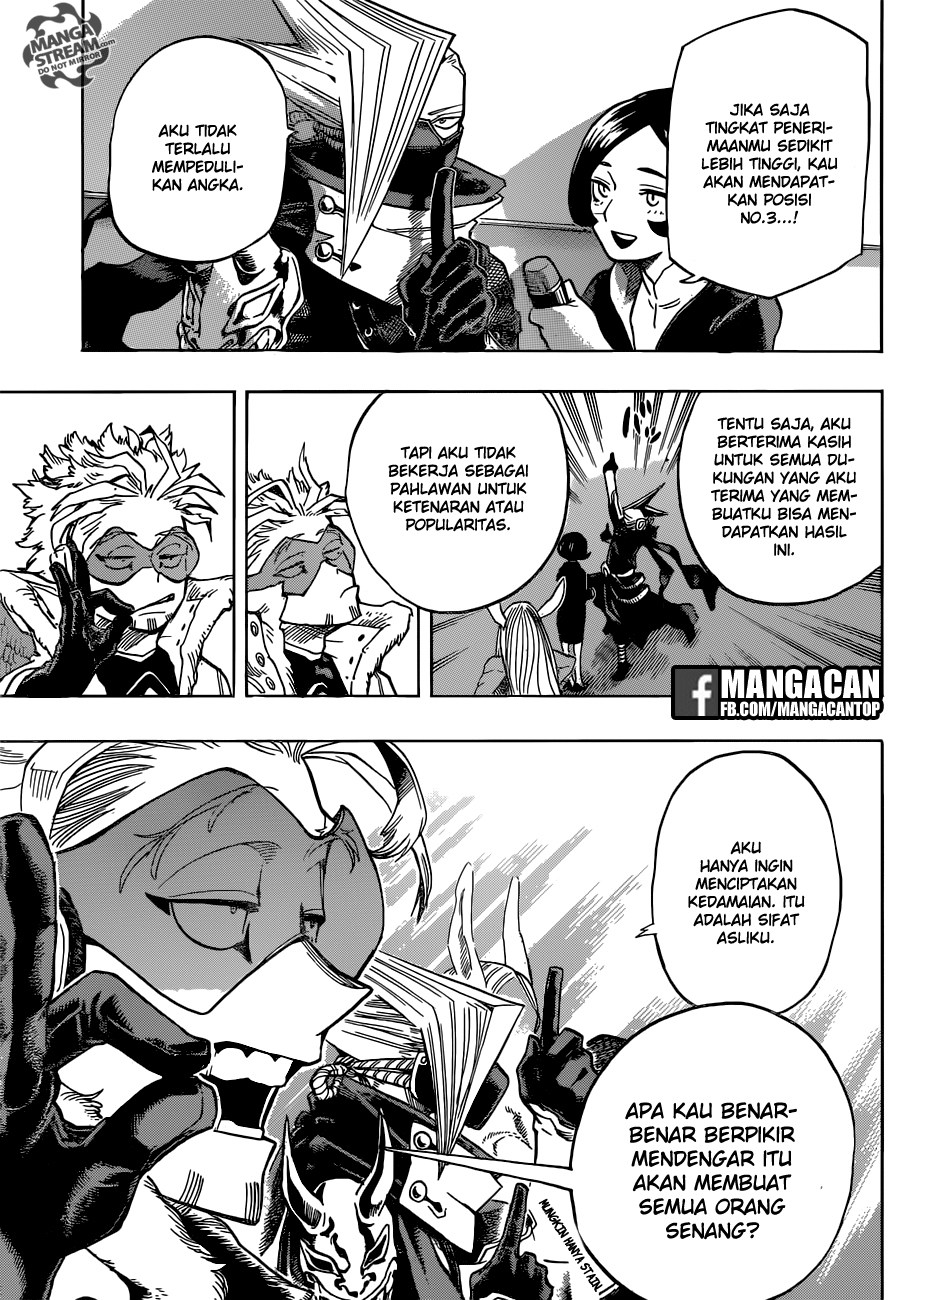 MANGA
STREAM.com
DO NOT MIRROR
JIKA SAJA
TINGKAT PENERI-
MAANMU SEDIKIT
LEBIH TINGGI, KAU
AKAN MENDAPAT-
KAN POSISI
NO.3...!
AKU TIDAK
TERLALU
MEMPEDULI-
KAN ANGKA.
TENTU SAJA, AKU
BERTERIMA KASIH
UNTUK SEMUA DU-
KUNGAN YANG AKU
TERIMA YANG MEM-
BUATKU BISA MEN-
DAPATKAN HASIL
INI.
TAPI AKU TIDAK
BEKERJA SEBAGAI
PAHLAWAN UNTUK
KETENARAN ATAU
POPULARITAS.
f MANGACAN
FB.COM/MANGACANTOP
AKU
HANYA INGIN
MENCIPTAKAN
KEDAMAIAN. ITU
ADALAH SIFAT
ASLIKU.
APA KAU BENAR-
BENAR BERPIKIR
MENDENGAR ITU
AKAN MEMBUAT
SEMUA ORANG
SENANG?
MUNGKIN HANYA STAIN.